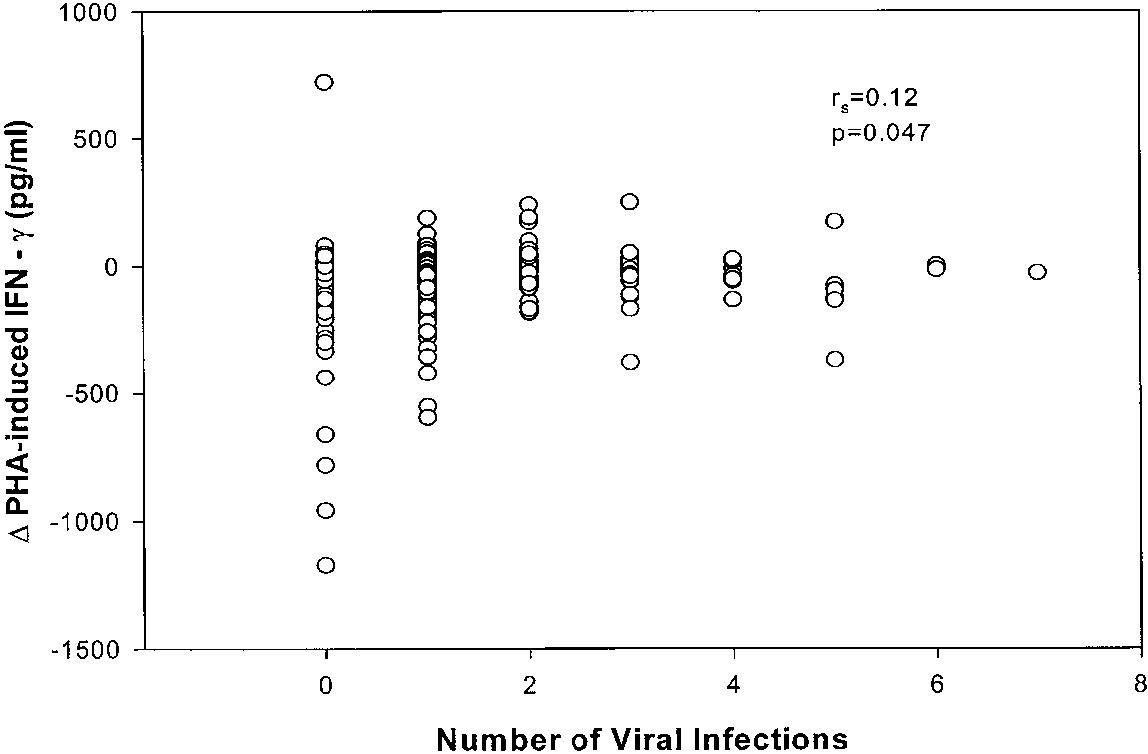 1000
500
0
-500
-1000
-1500
Δ PHA-induced IFN - γ (pg/ml)
rs=0.12
p=0.047
0 2 4 6 8
Number of Viral Infections